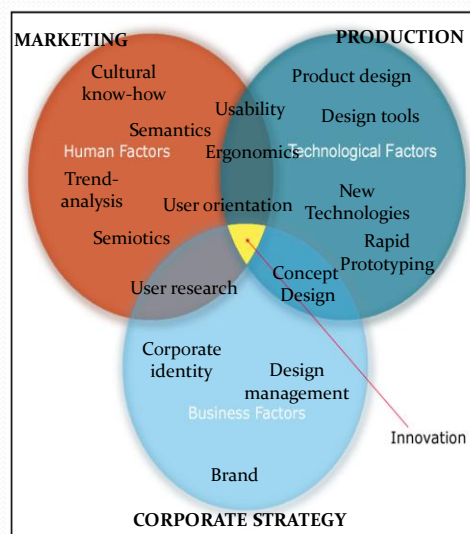 MARKETING
PRODUCTION
Cultural
know-how
Product design
Usability
Design tools
Semantics
Human Factors
Ergonomics
Technological Factors
Trend-
analysis
New
Technologies
User orientation
Semiotics
Rapid
Prototyping
User research
Concept
Design
Corporate
identity
Design
management
Business Factors
Innovation
Brand
CORPORATE STRATEGY